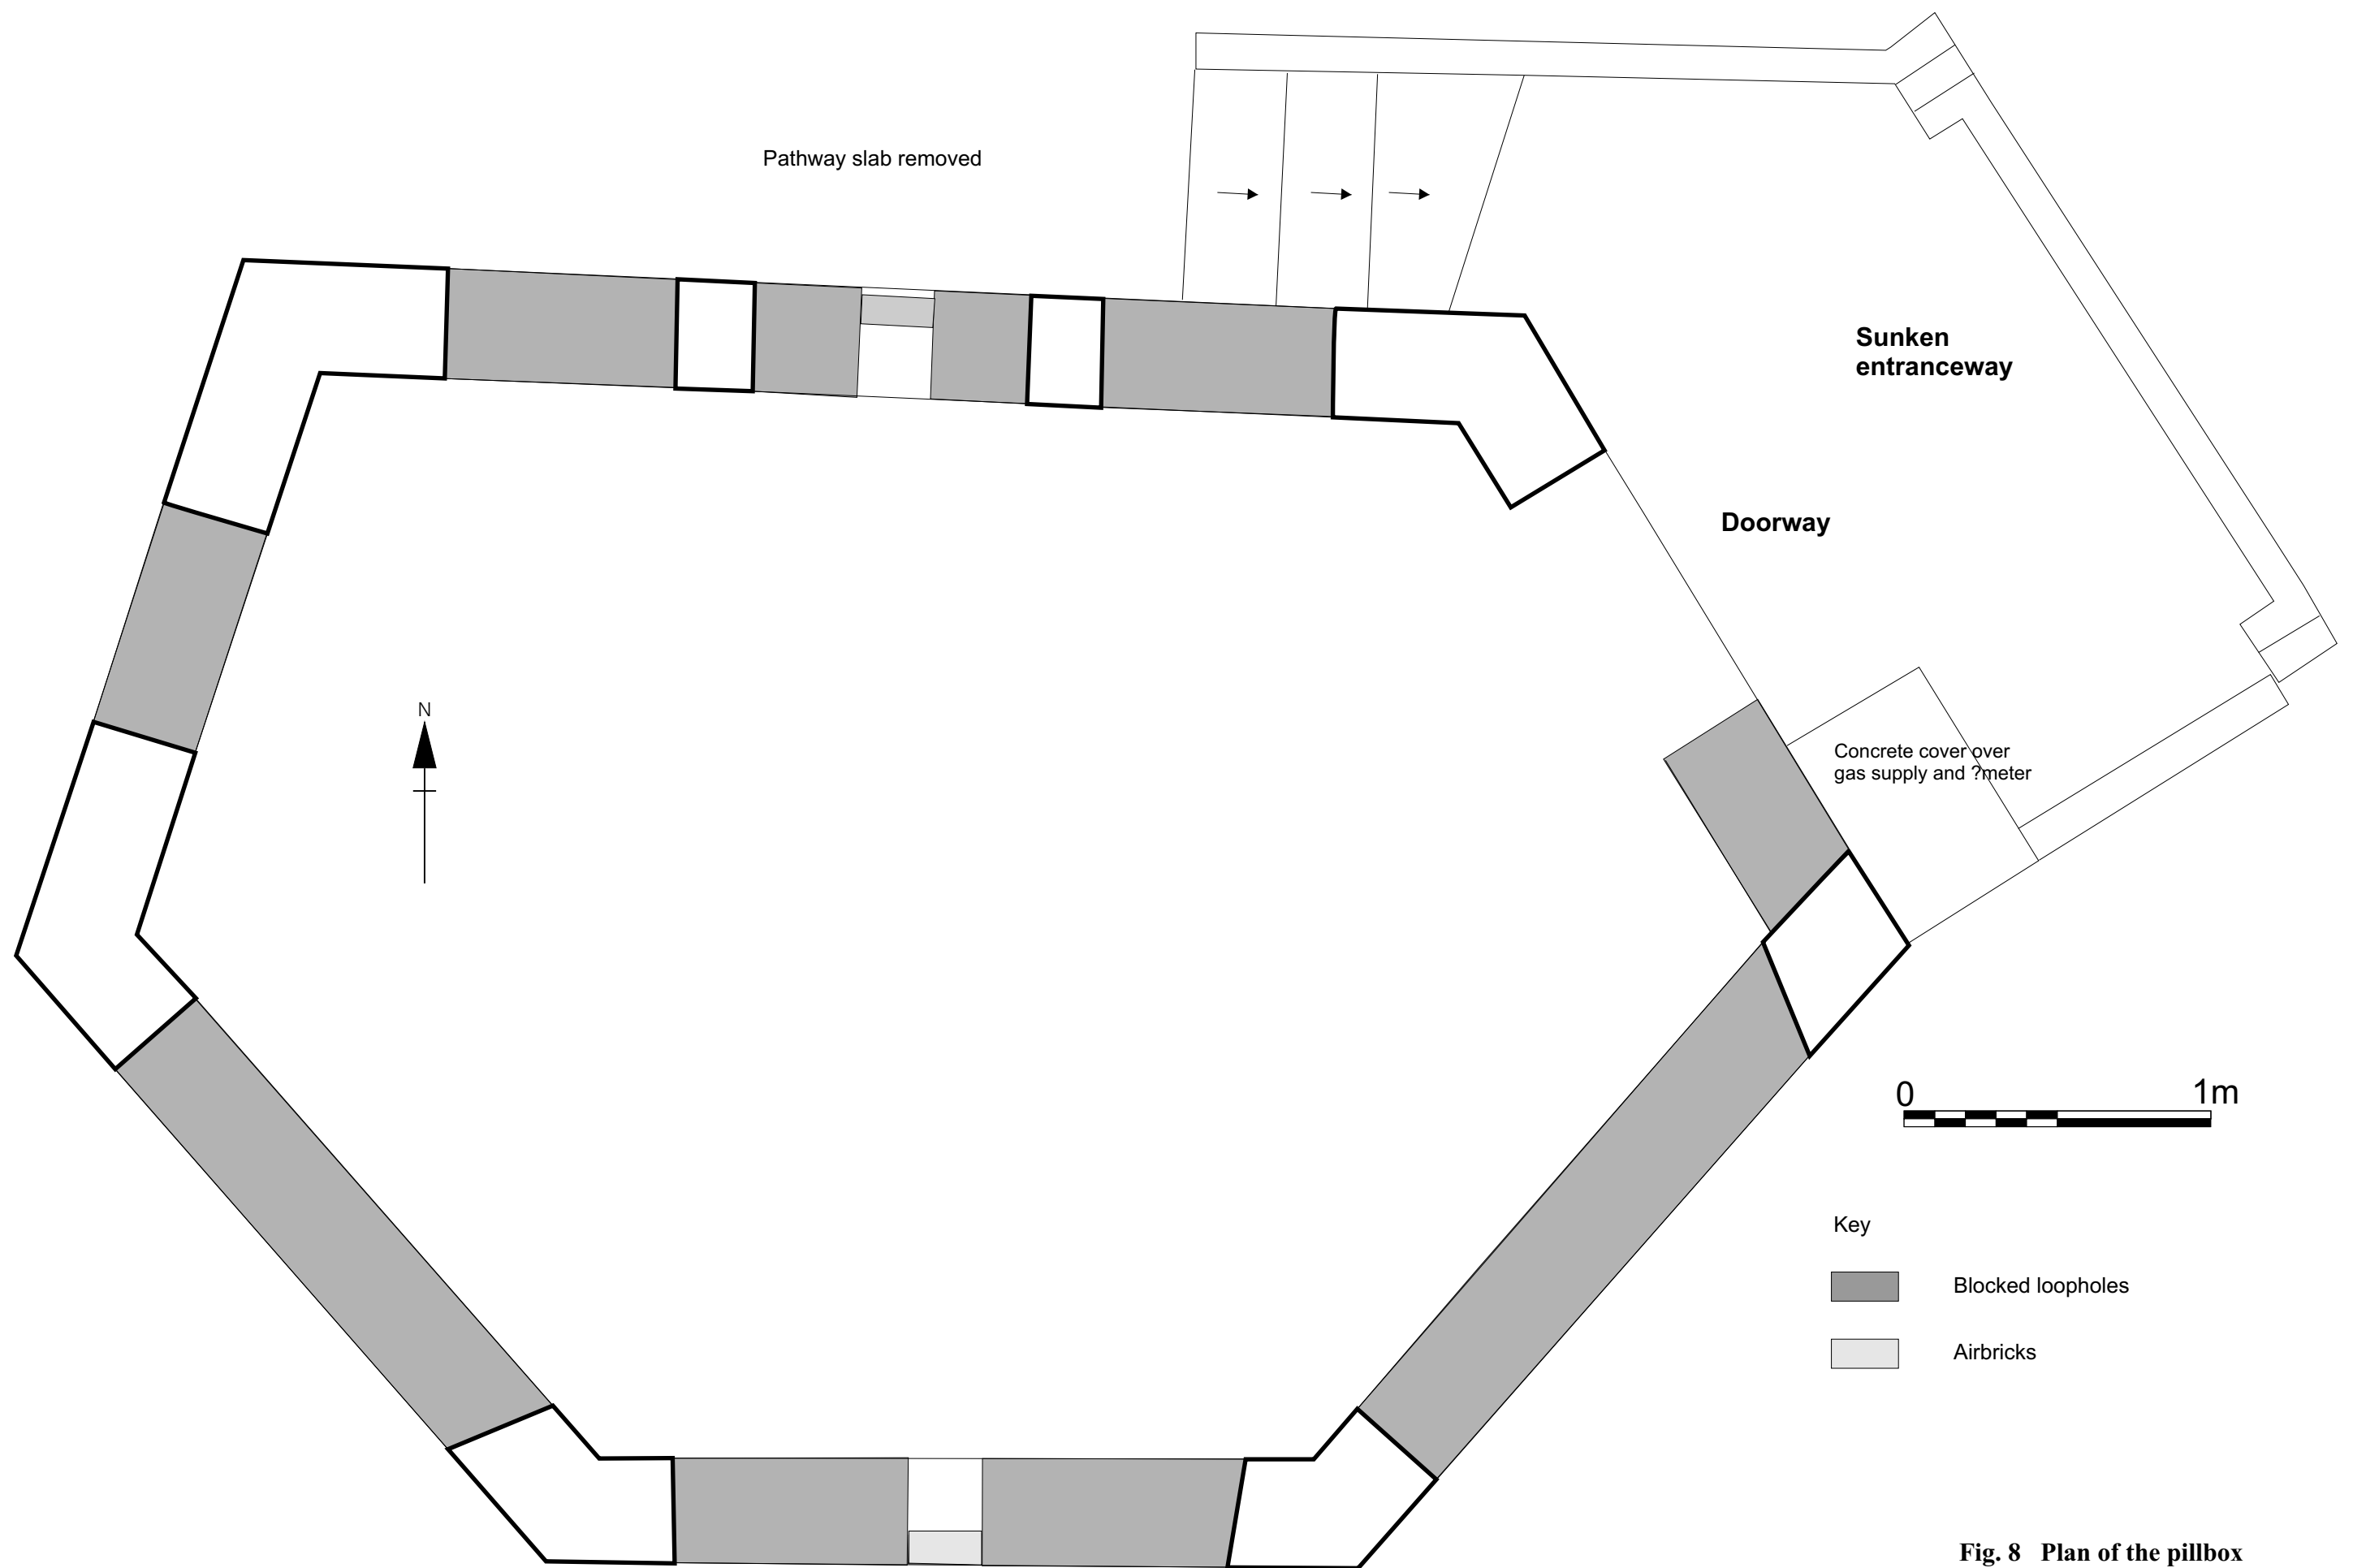 Pathway slab removed
Sunken
entranceway
Doorway
N
Concrete cover over
gas supply and ?meter
0 1m
Key
Blocked loopholes
Airbricks
Fig. 8 Plan of the pillbox